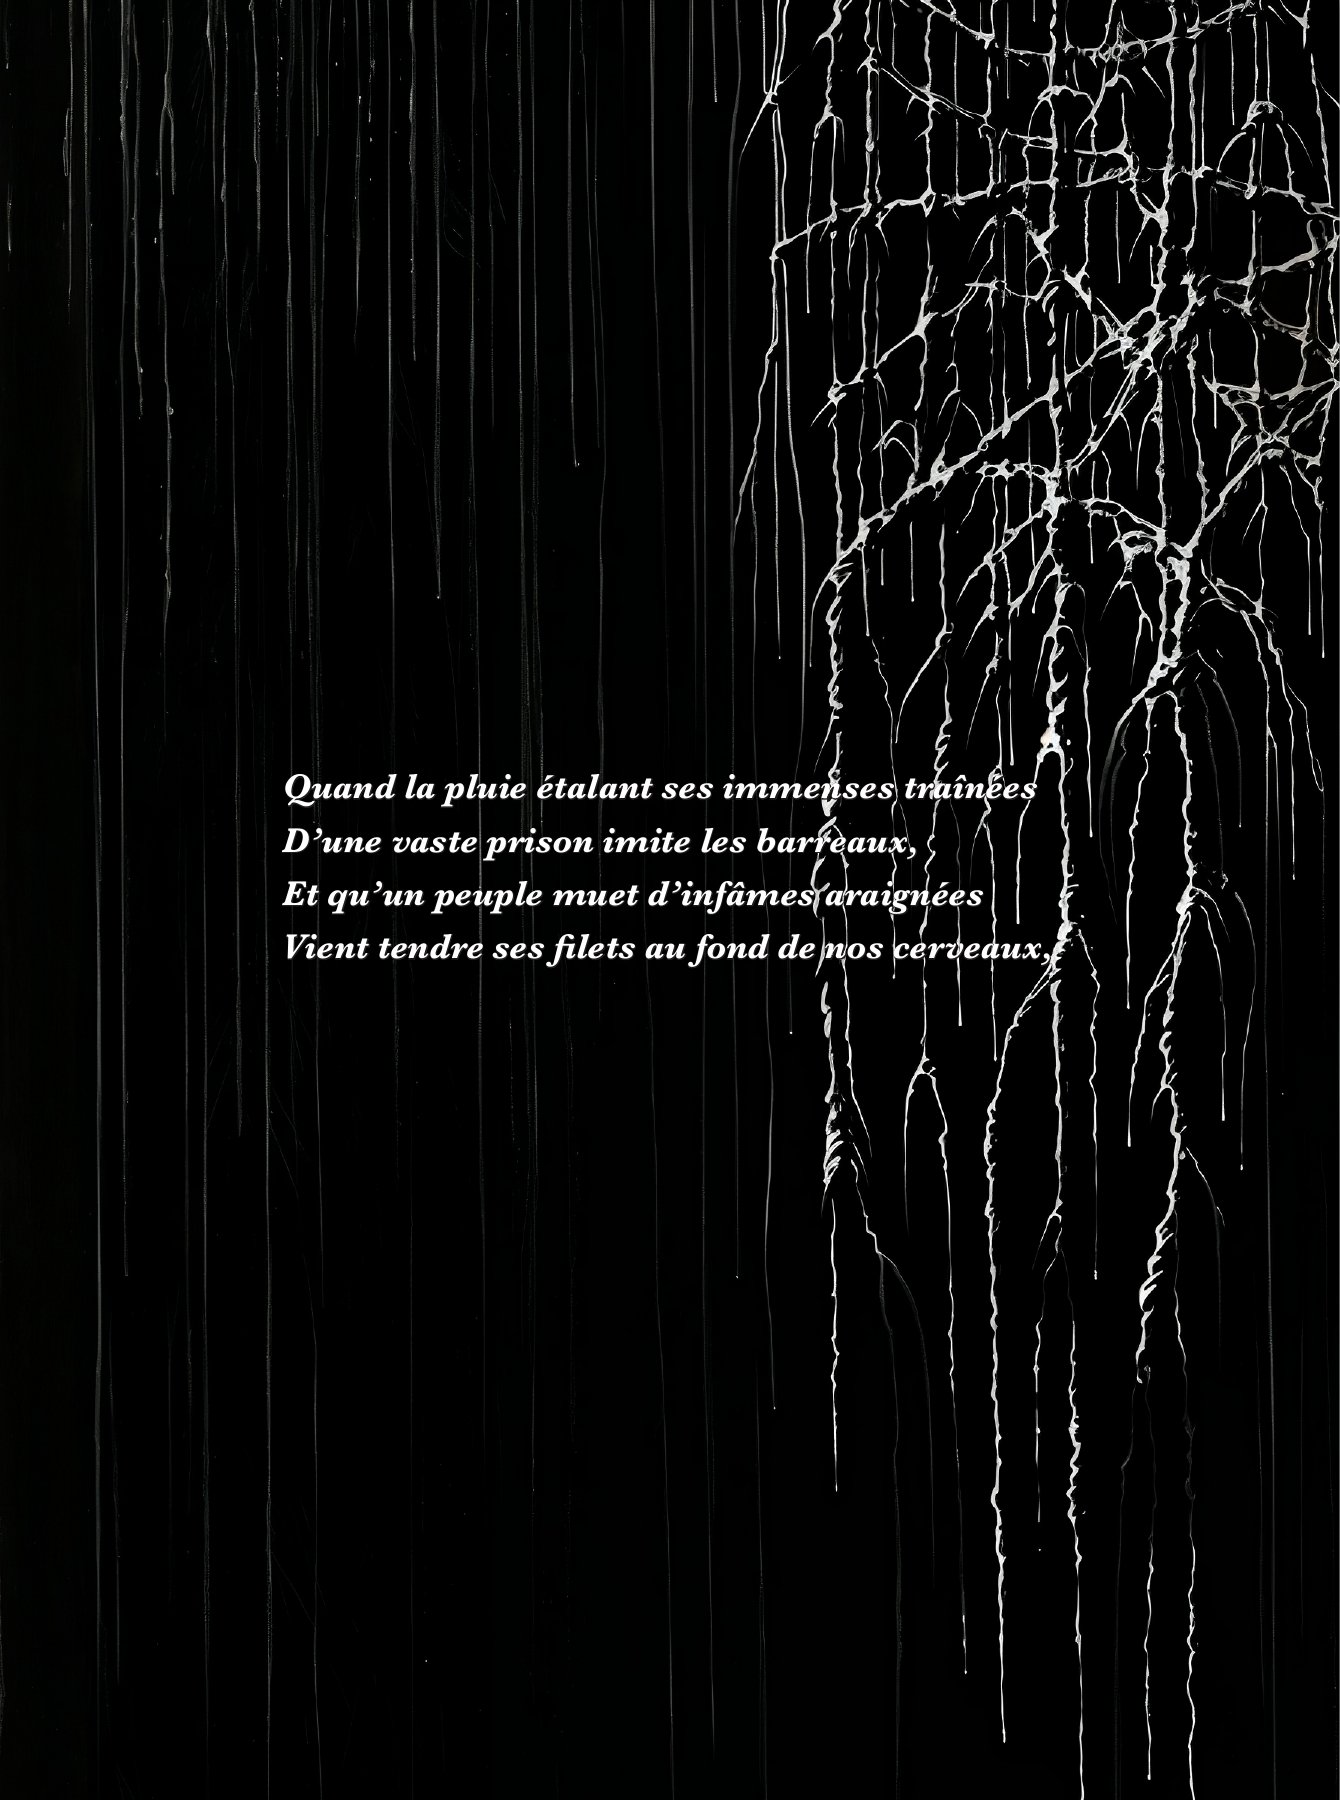 Quand la pluie étalant ses immenses traînées
D’une vaste prison imite les barreaux,
Et qu’un peuple muet d’infâmes araignées
Vient tendre ses filets au fond de nos cerveaux,